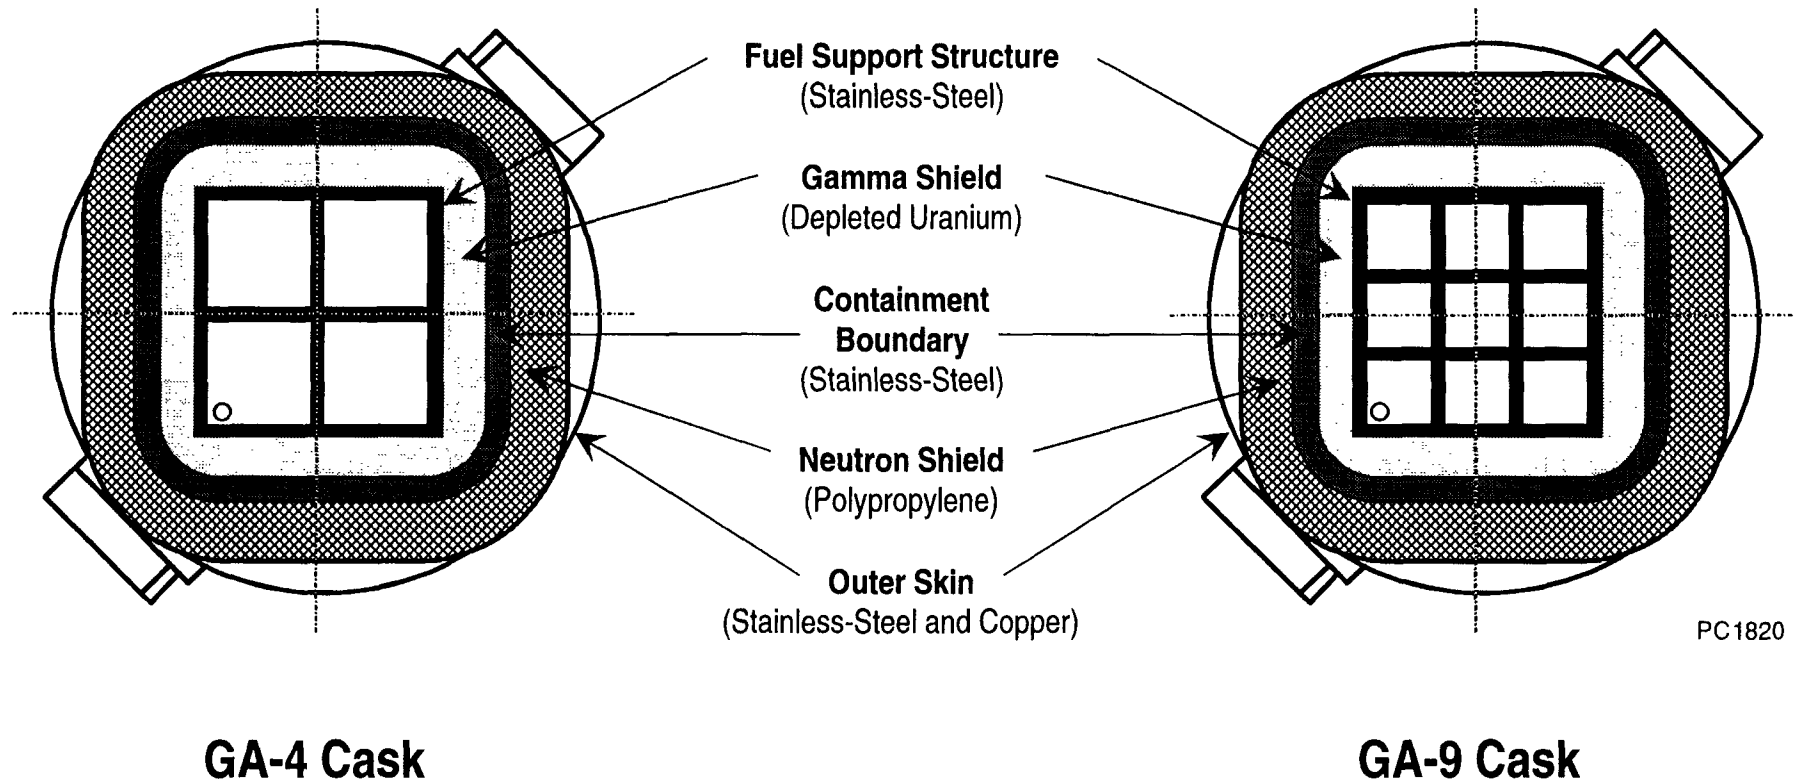 Fuel Support Structure
(Stainless-Steel)
Gamma Shield
(Depleted Uranium)
Containment
Boundary
(Stainless-Steel)
Neutron Shield
(Polypropylene)
Outer Skin
(Stainless-Steel and Copper)
PC1820
GA-4 Cask
GA-9 Cask